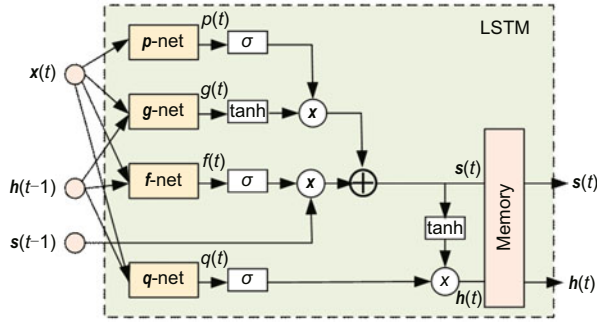 LSTM
p(t)
p-net
σ
x(t)
g(t)
g-net
tanh
x
f(t)
s(t)
h(t−1)
f-net
σ
x
s(t)
Memory
s(t−1)
tanh
q(t)
q-net
σ
x
h(t)
h(t)